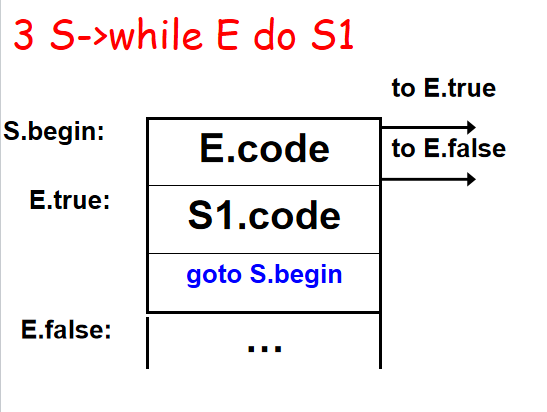 3 S->while E do S1
to E.true
S.begin:
E.code
to E.false
E.true:
S1.code
goto S.begin
E.false:
...